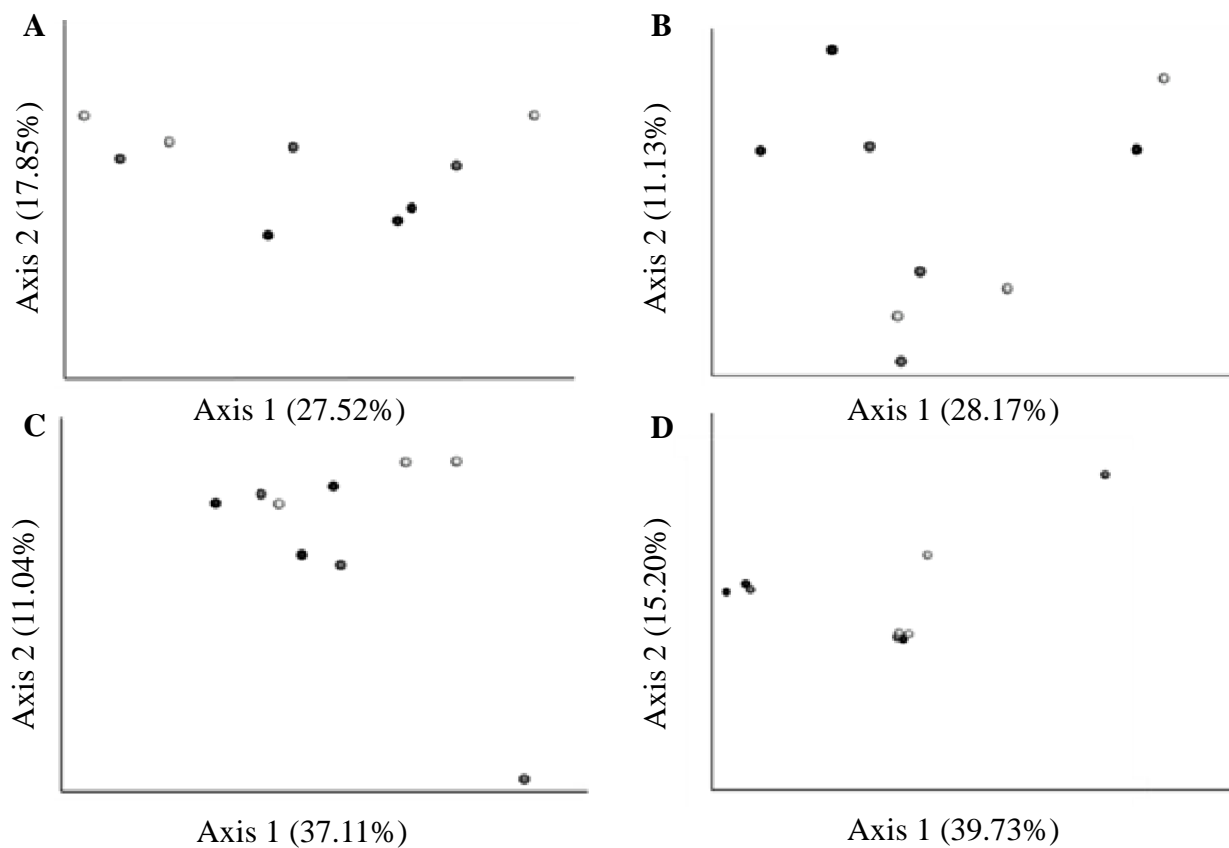 A
Axis 2 (17.85%)
Axis 1 (27.52%)
B
Axis 2 (11.13%)
Axis 1 (28.17%)
C
Axis 2 (11.04%)
Axis 1 (37.11%)
D
Axis 2 (15.20%)
Axis 1 (39.73%)